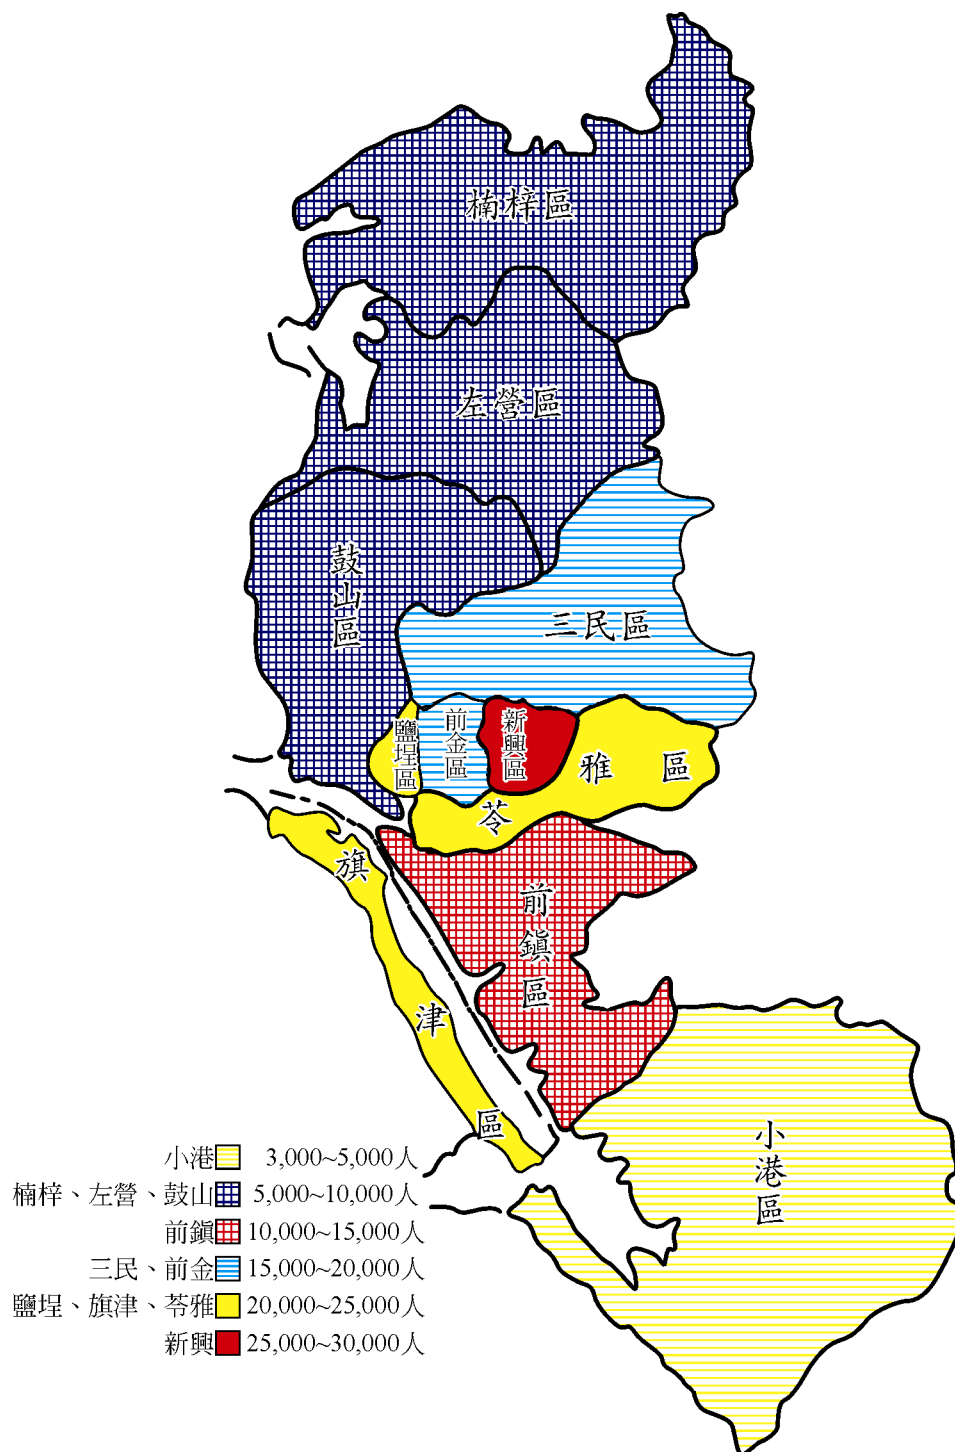 楠梓區
左營區
鼓山區
三民區
鹽埕區
前金區
新興區
苓雅區
旗津區
前鎮區
小港區
小港 3,000~5,000人
楠梓、左營、鼓山 5,000~10,000人
前鎮 10,000~15,000人
三民、前金 15,000~20,000人
鹽埕、旗津、苓雅 20,000~25,000人
新興 25,000~30,000人